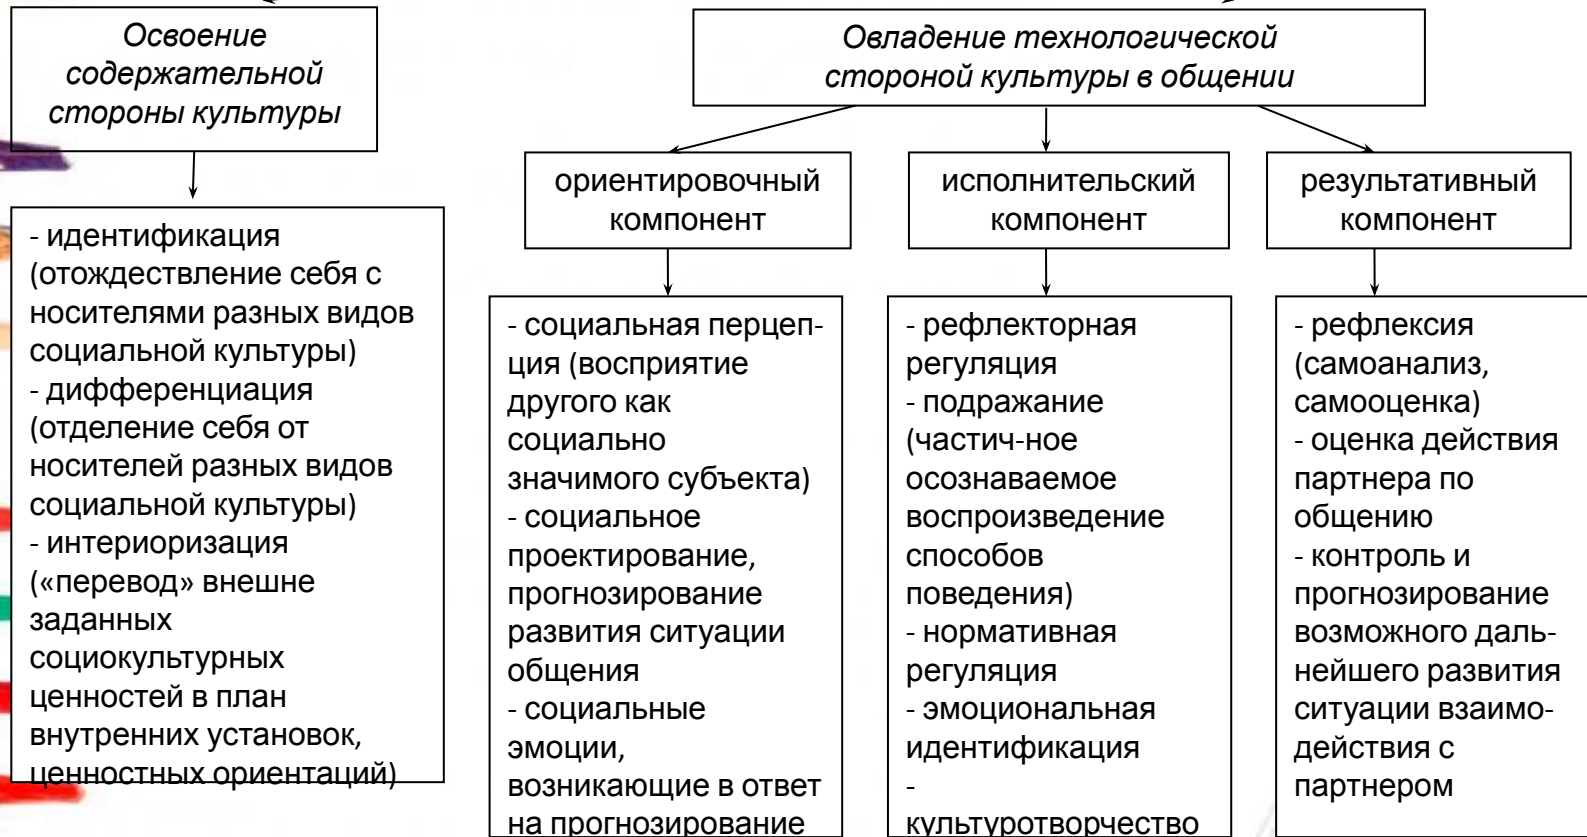 Освоение
содержательной
стороны культуры
- идентификация
(отождествление себя с
носителями разных видов
социальной культуры)
- дифференциация
(отделение себя от
носителей разных видов
социальной культуры)
- интериоризация
(«перевод» внешне
заданных
социокультурных
ценностей в план
внутренних установок,
ценностных ориентаций)
Овладение технологической
стороной культуры в общении
ориентировочный
компонент
- социальная перцеп-
ция (восприятие
другого как
социально
значимого субъекта)
- социальное
проектирование,
прогнозирование
развития ситуации
общения
- социальные
эмоции,
возникающие в ответ
на прогнозирование
исполнительский
компонент
- рефлекторная
регуляция
- подражание
(частич-ное
осознаваемое
воспроизведение
способов
поведения)
- нормативная
регуляция
- эмоциональная
идентификация
-
культуротворчество
результативный
компонент
- рефлексия
(самоанализ,
самооценка)
- оценка действия
партнера по
общению
- контроль и
прогнозирование
возможного даль-
нейшего развития
ситуации взаимо-
действия с
партнером